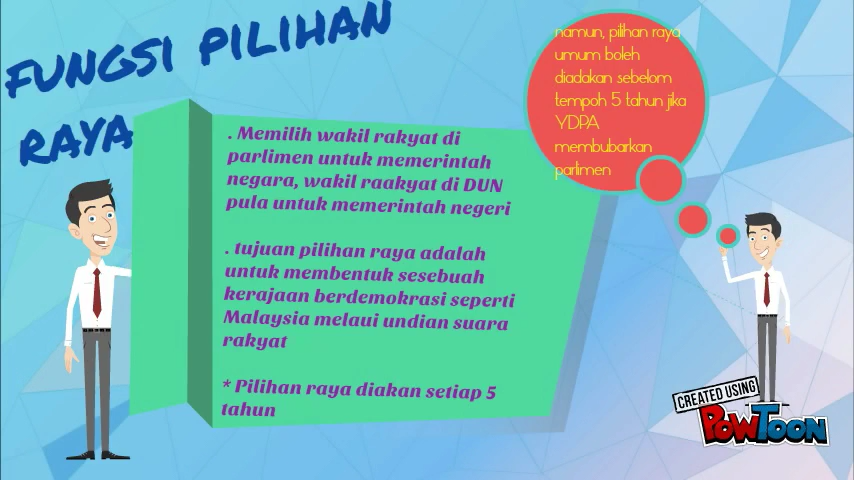 FUNGSI PILIHAN
RAYA
. Memilih wakil rakyat di
parlimen untuk memerintah
negara, wakil raakyat di DUN
pula untuk memerintah negeri
. tujuan pilihan raya adalah
untuk membentuk sesebuah
kerajaan berdemokrasi seperti
Malaysia melaui undian suara
rakyat
* Pilihan raya diakan setiap 5
tahun
namun, pilihan raya
umum boleh
diadakan sebelom
tempoh 5 tahun jika
YDPA
membubarkan
parlimen
CREATED USING
POWTOON